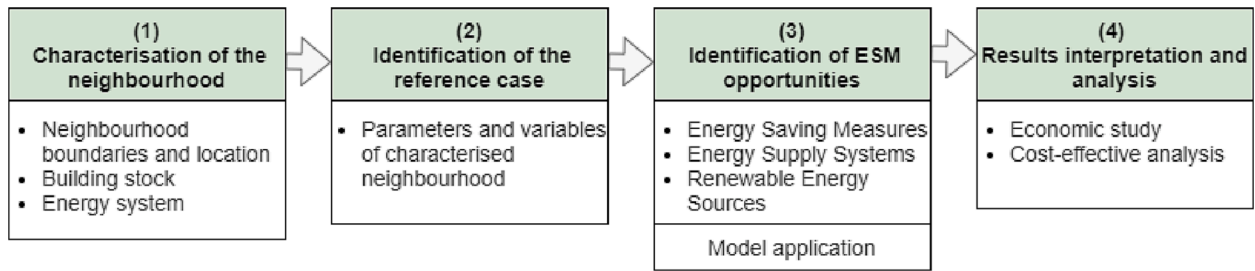 (1)
Characterisation of the
neighbourhood
• Neighbourhood
boundaries and location
• Building stock
• Energy system
(2)
Identification of the
reference case
• Parameters and variables
of characterised
neighbourhood
(3)
Identification of ESM
opportunities
• Energy Saving Measures
• Energy Supply Systems
• Renewable Energy
Sources
Model application
(4)
Results interpretation and
analysis
• Economic study
• Cost-effective analysis